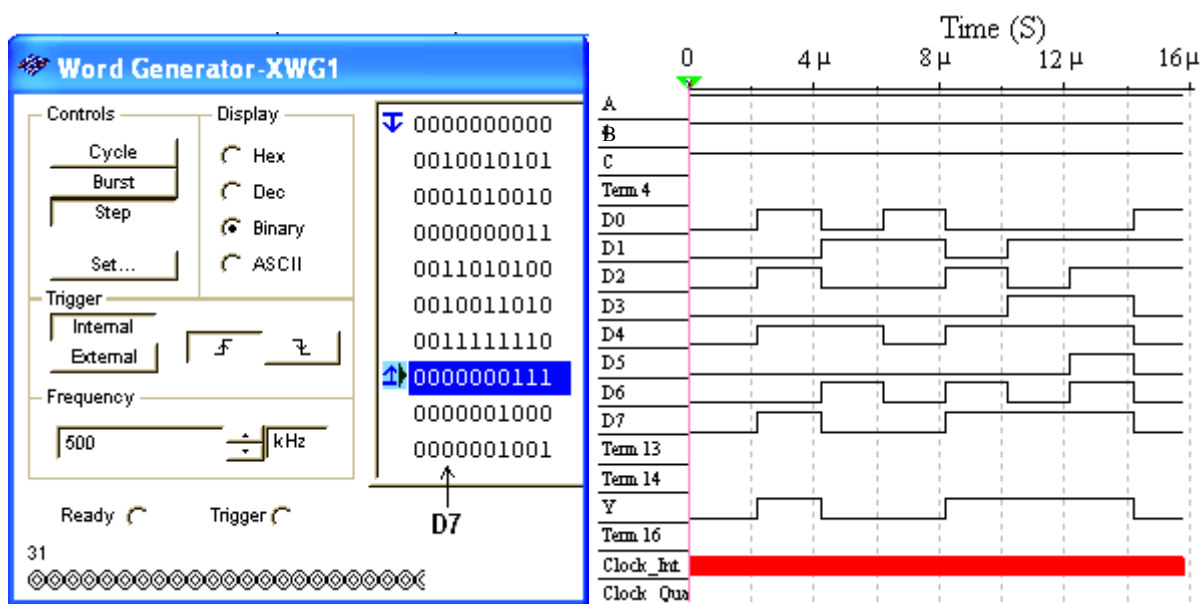 Word Generator-XWG1
Controls
Cycle
Burst
Step
Set...
Display
Hex
Dec
Binary
ASCII
Trigger
Internal
External
Frequency
500
kHz
Ready
Trigger
31
0000000000
0010010101
0001010010
0000000011
0011010100
0010011010
0011111110
0000000111
0000001000
0000001001
D7
Time (S)
0 4 µ 8 µ 12 µ 16µ
A
B
C
Term 4
D0
D1
D2
D3
D4
D5
D6
D7
Term 13
Term 14
Y
Term 16
Clock_Int
Clock_Qua